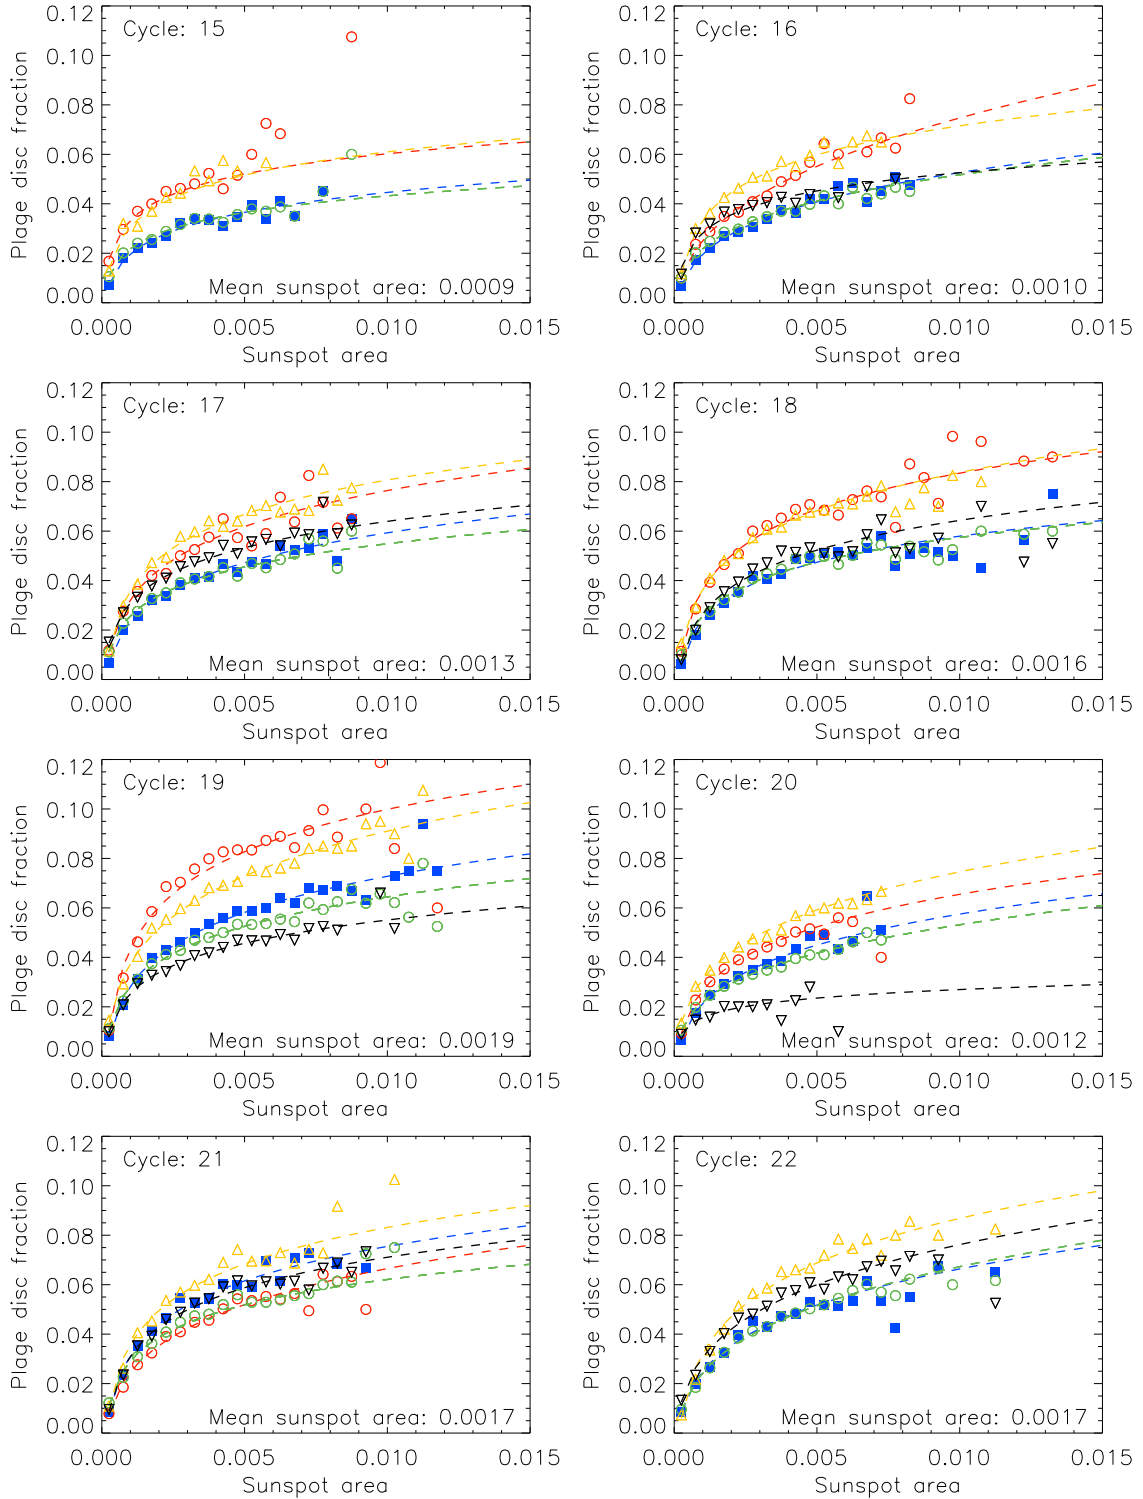 Cycle: 15
Plage disc fraction
0.12
0.10
0.08
0.06
0.04
0.02
0.00
Mean sunspot area: 0.0009
0.000 0.005 0.010 0.015
Sunspot area
Cycle: 16
Plage disc fraction
0.12
0.10
0.08
0.06
0.04
0.02
0.00
Mean sunspot area: 0.0010
0.000 0.005 0.010 0.015
Sunspot area
Cycle: 17
Plage disc fraction
0.12
0.10
0.08
0.06
0.04
0.02
0.00
Mean sunspot area: 0.0013
0.000 0.005 0.010 0.015
Sunspot area
Cycle: 18
Plage disc fraction
0.12
0.10
0.08
0.06
0.04
0.02
0.00
Mean sunspot area: 0.0016
0.000 0.005 0.010 0.015
Sunspot area
Cycle: 19
Plage disc fraction
0.12
0.10
0.08
0.06
0.04
0.02
0.00
Mean sunspot area: 0.0019
0.000 0.005 0.010 0.015
Sunspot area
Cycle: 20
Plage disc fraction
0.12
0.10
0.08
0.06
0.04
0.02
0.00
Mean sunspot area: 0.0012
0.000 0.005 0.010 0.015
Sunspot area
Cycle: 21
Plage disc fraction
0.12
0.10
0.08
0.06
0.04
0.02
0.00
Mean sunspot area: 0.0017
0.000 0.005 0.010 0.015
Sunspot area
Cycle: 22
Plage disc fraction
0.12
0.10
0.08
0.06
0.04
0.02
0.00
Mean sunspot area: 0.0017
0.000 0.005 0.010 0.015
Sunspot area